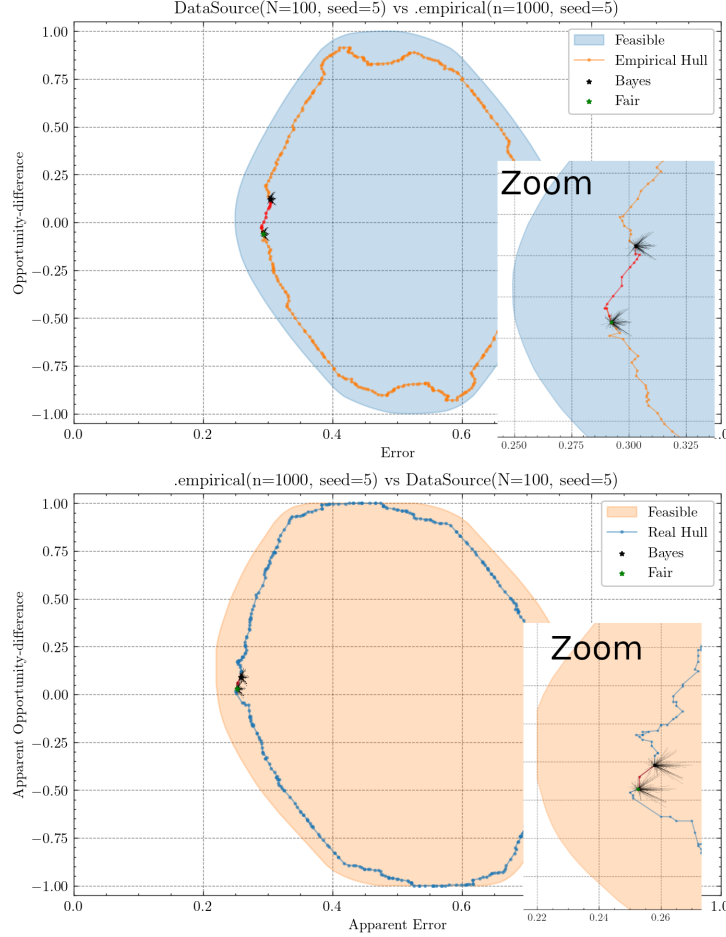 DataSource(N=100, seed=5) vs .empirical(n=1000, seed=5)
1.00
0.75
0.50
0.25
0.00
−0.25
−0.50
−0.75
−1.00
Opportunity-difference
Feasible
Empirical Hull
Bayes
Fair
Zoom
0.250
0.275
0.300
0.325
0.0
0.2
0.4
0.6
1.0
Error
.empirical(n=1000, seed=5) vs DataSource(N=100, seed=5)
1.00
0.75
0.50
0.25
0.00
−0.25
−0.50
−0.75
−1.00
Apparent Opportunity-difference
Feasible
Real Hull
Bayes
Fair
Zoom
0.22
0.24
0.26
0.0
0.2
0.4
0.6
1.0
Apparent Error